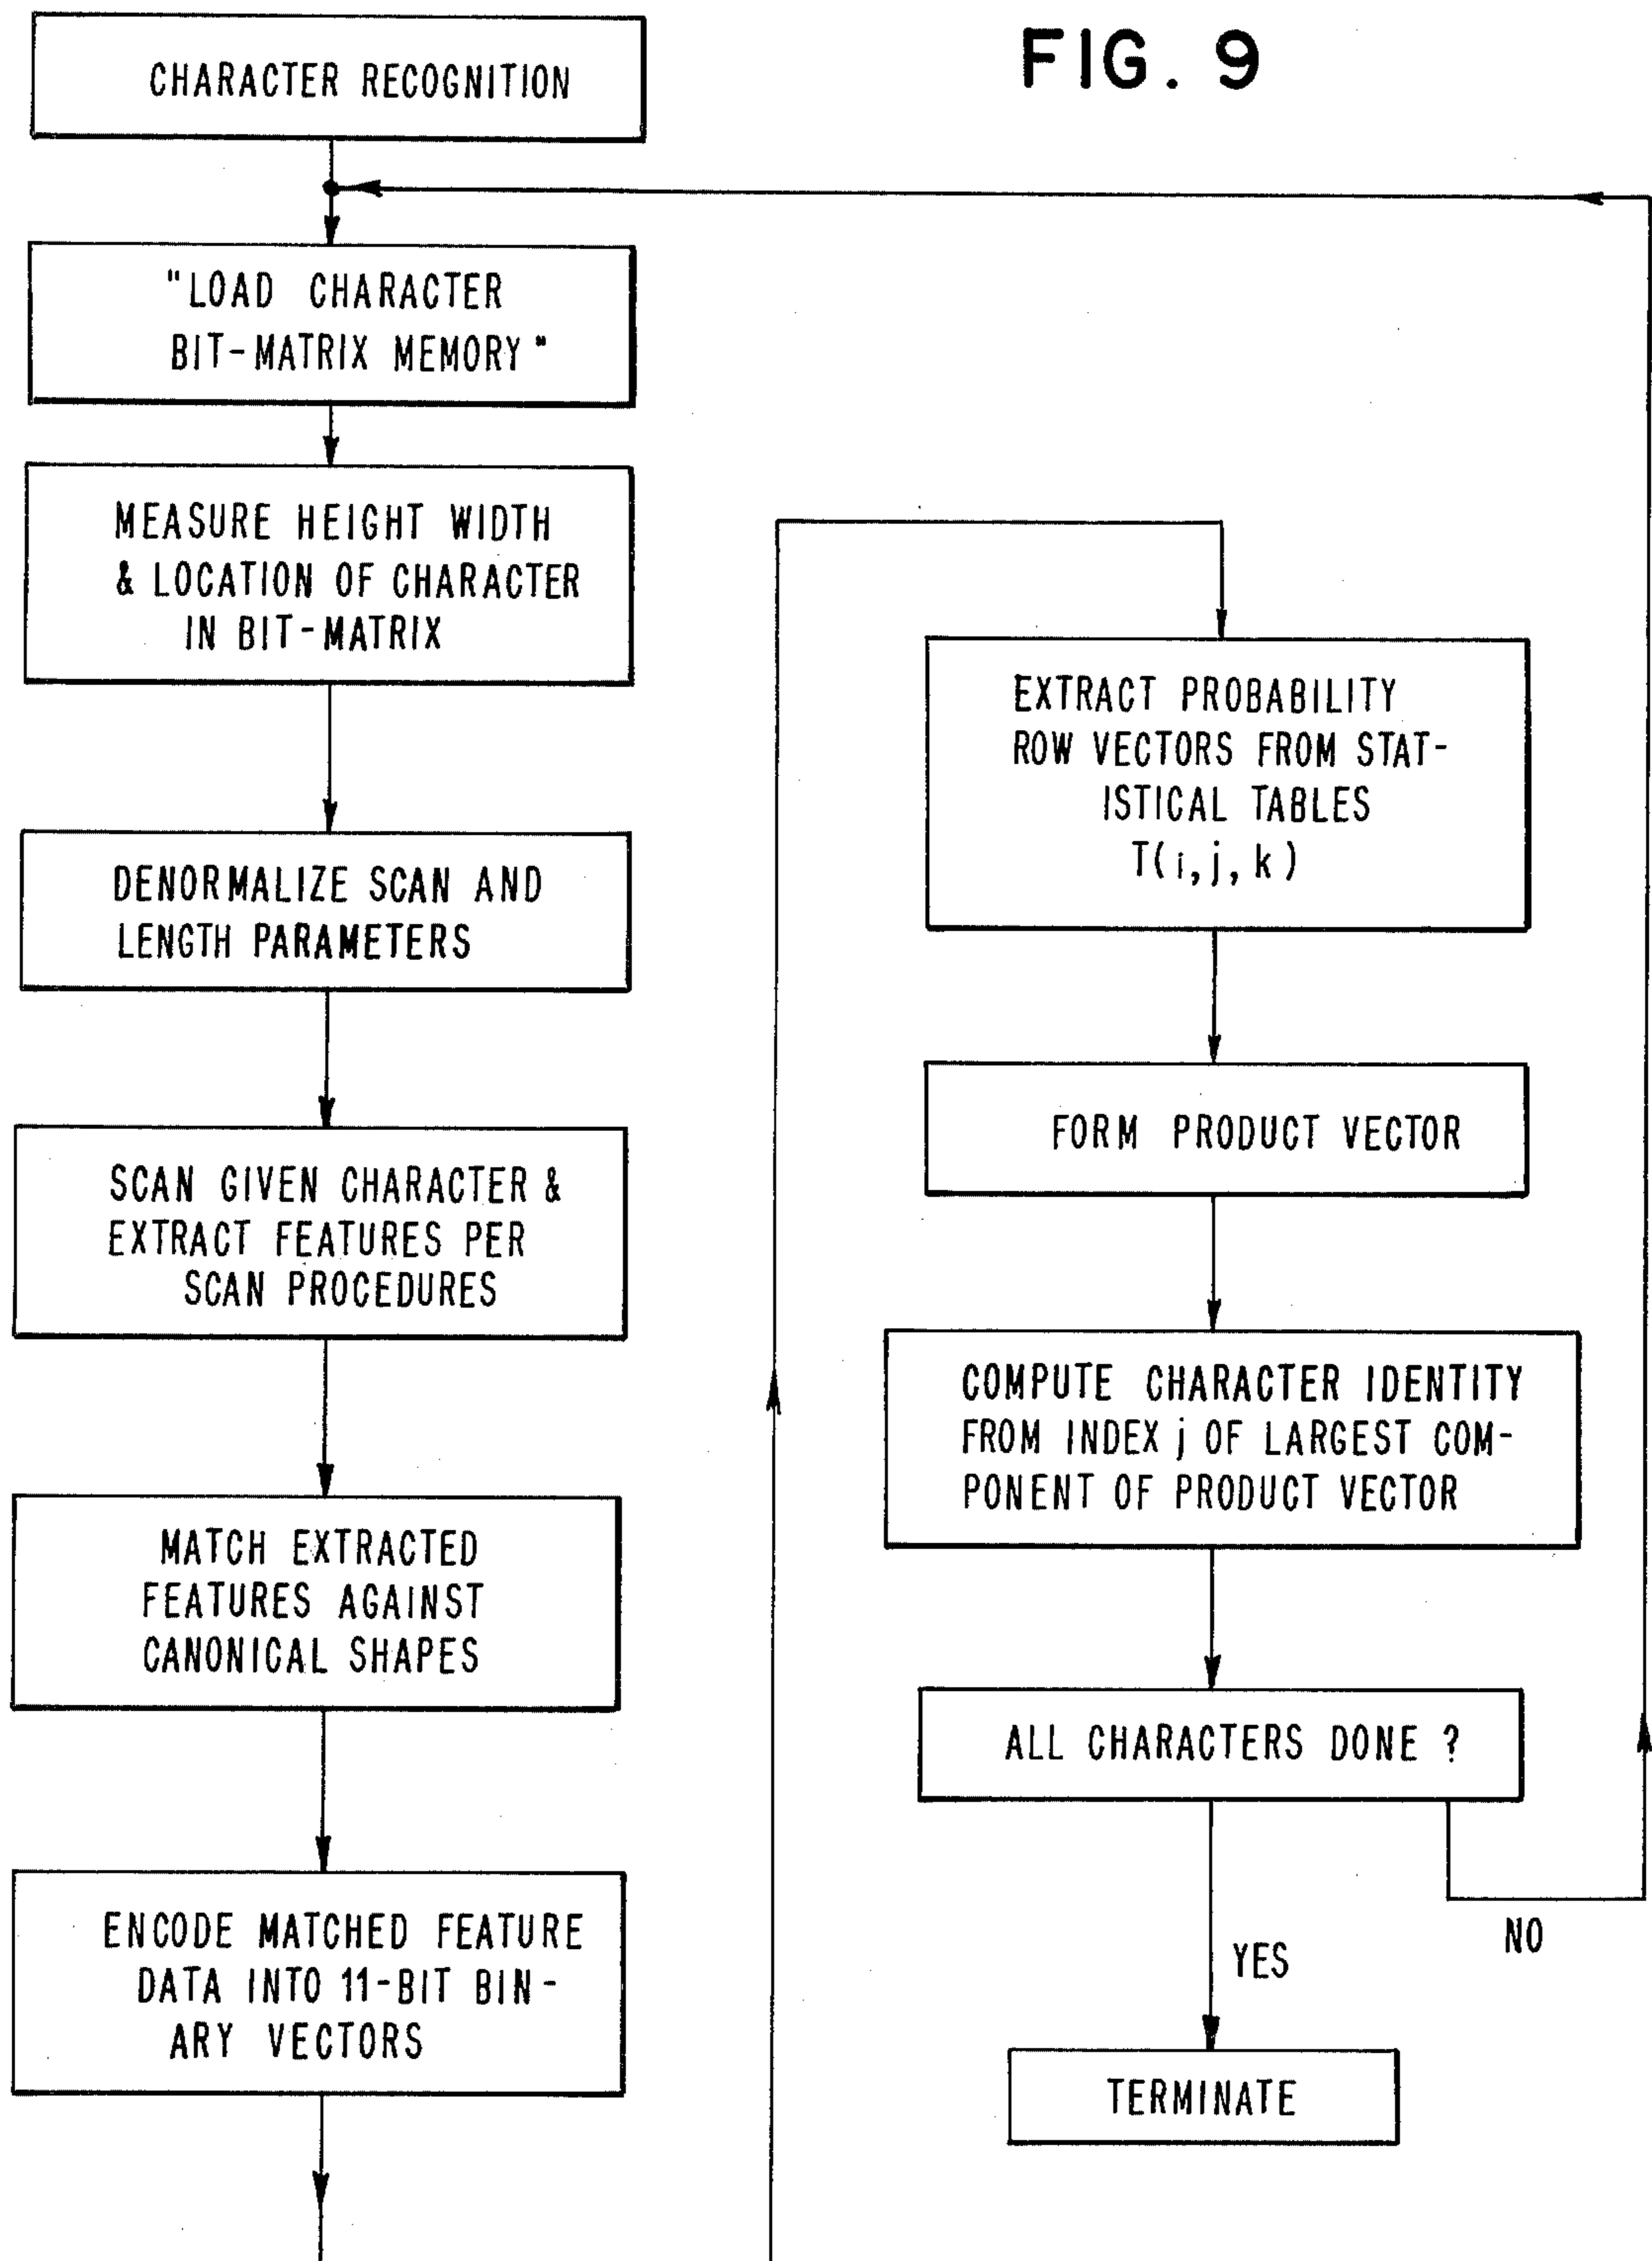 FIG. 9
CHARACTER RECOGNITION
"LOAD CHARACTER
BIT-MATRIX MEMORY"
MEASURE HEIGHT WIDTH
& LOCATION OF CHARACTER
IN BIT-MATRIX
DENORMALIZE SCAN AND
LENGTH PARAMETERS
SCAN GIVEN CHARACTER &
EXTRACT FEATURES PER
SCAN PROCEDURES
MATCH EXTRACTED
FEATURES AGAINST
CANONICAL SHAPES
ENCODE MATCHED FEATURE
DATA INTO 11-BIT BIN-
ARY VECTORS
EXTRACT PROBABILITY
ROW VECTORS FROM STAT-
ISTICAL TABLES
T(i,j,k)
FORM PRODUCT VECTOR
COMPUTE CHARACTER IDENTITY
FROM INDEX j OF LARGEST COM-
PONENT OF PRODUCT VECTOR
ALL CHARACTERS DONE ?
NO
YES
TERMINATE